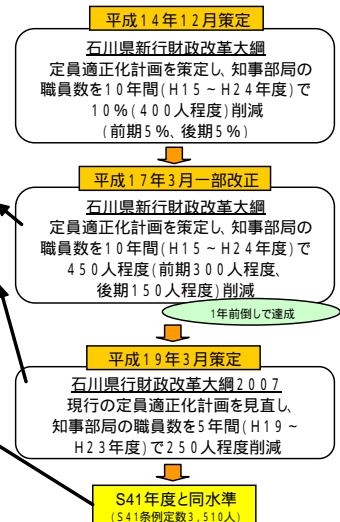 平成14年12月策定
石川県新行財政改革大綱
定員適正化計画を策定し、知事部局の
職員数を10年間(H15～H24年度)で
10%(400人程度)削減
(前期5%、後期5%)
平成17年3月一部改正
石川県新行財政改革大綱
定員適正化計画を策定し、知事部局の
職員数を10年間(H15～H24年度)で
450人程度(前期300人程度、
後期150人程度)削減
1年前倒しで達成
平成19年3月策定
石川県行財政改革大綱2007
現行の定員適正化計画を見直し、
知事部局の職員数を5年間(H19～
H23年度)で250人程度削減
S41年度と同水準
(S41条例定数3,510人)